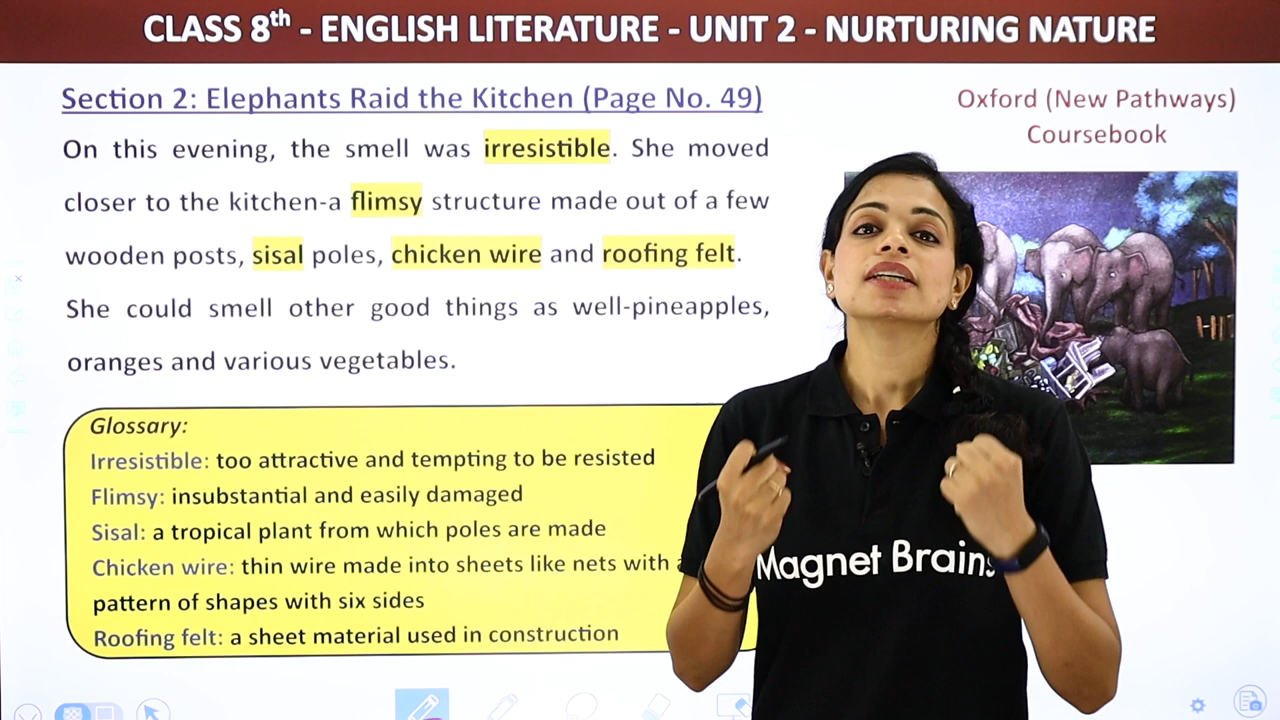 CLASS 8th - ENGLISH LITERATURE - UNIT 2 - NURTURING NATURE
Section 2: Elephants Raid the Kitchen (Page No. 49)
Oxford (New Pathways)
Coursebook
On this evening, the smell was irresistible. She moved
closer to the kitchen-a flimsy structure made out of a few
wooden posts, sisal poles, chicken wire and roofing felt.
She could smell other good things as well-pineapples,
oranges and various vegetables.
Glossary:
Irresistible: too attractive and tempting to be resisted
Flimsy: insubstantial and easily damaged
Sisal: a tropical plant from which poles are made
Chicken wire: thin wire made into sheets like nets with a
pattern of shapes with six sides
Roofing felt: a sheet material used in construction
Magnet Brains